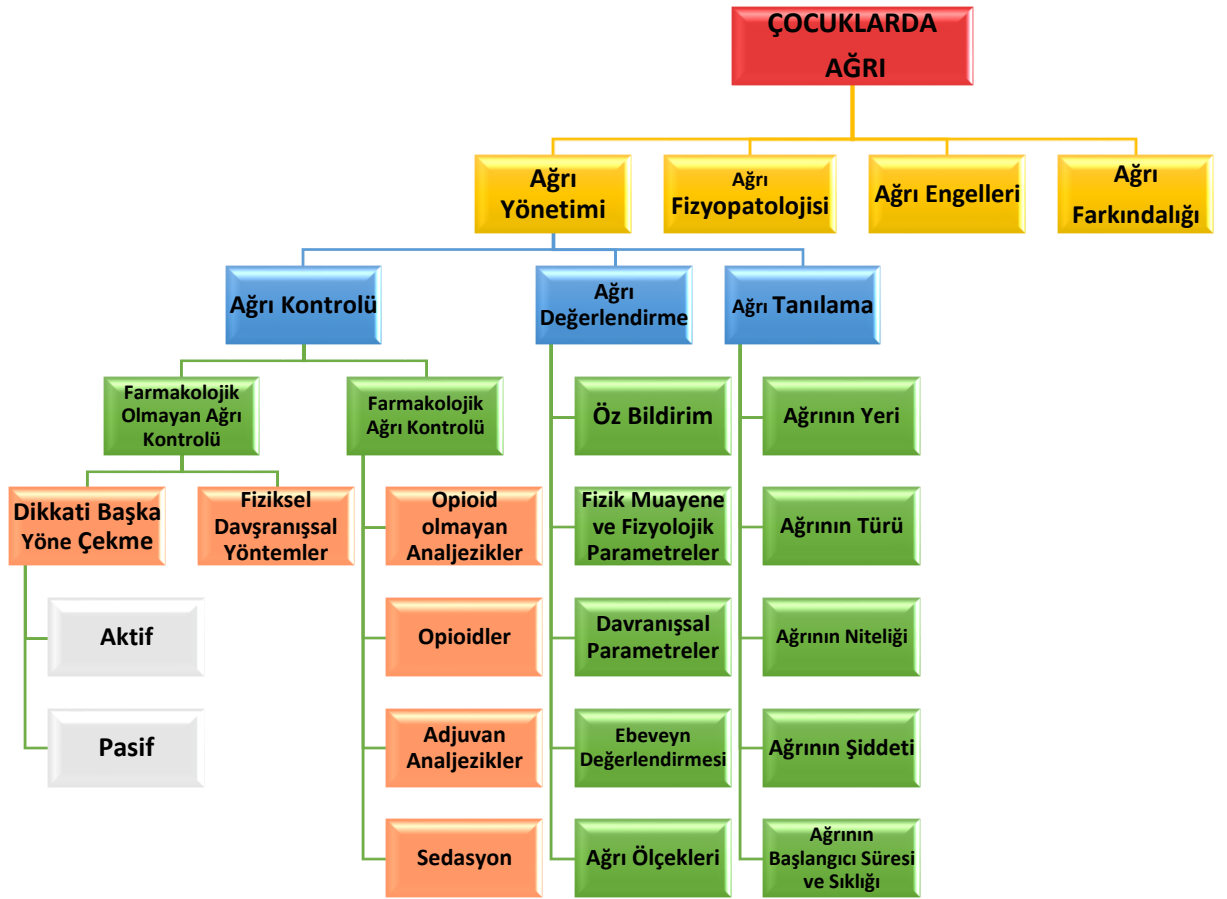 ÇOCUKLARDA
AĞRI
Ağrı
Yönetimi
Ağrı
Fizyopatolojisi
Ağrı Engelleri
Ağrı
Farkındalığı
Ağrı Kontrolü
Ağrı
Değerlendirme
Ağrı Tanılama
Farmakolojik
Olmayan Ağrı
Kontrolü
Farmakolojik
Ağrı Kontrolü
Öz Bildirim
Ağrının Yeri
Dikkati Başka
Yöne Çekme
Fiziksel
Davşranışsal
Yöntemler
Opioid
olmayan
Analjezikler
Fizik Muayene
ve Fizyolojik
Parametreler
Ağrının Türü
Aktif
Opioidler
Davranışsal
Parametreler
Ağrının Niteliği
Pasif
Adjuvan
Analjezikler
Ebeveyn
Değerlendirmesi
Ağrının Şiddeti
Sedasyon
Ağrı Ölçekleri
Ağrının
Başlangıcı Süresi
ve Sıklığı